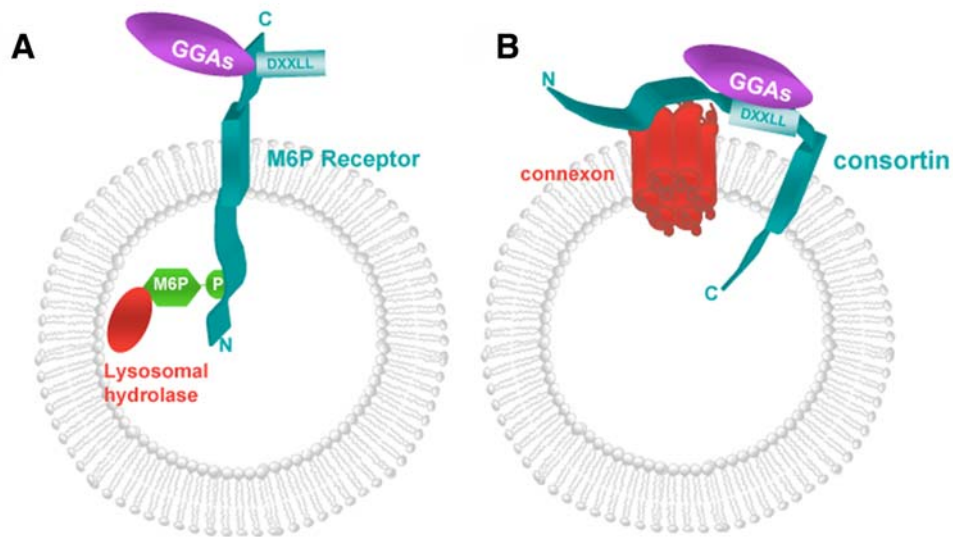 A
C
GGAs
DXXLL
M6P Receptor
M6P
P
N
Lysosomal
hydrolase
B
N
GGAs
DXXLL
consortin
connexon
C